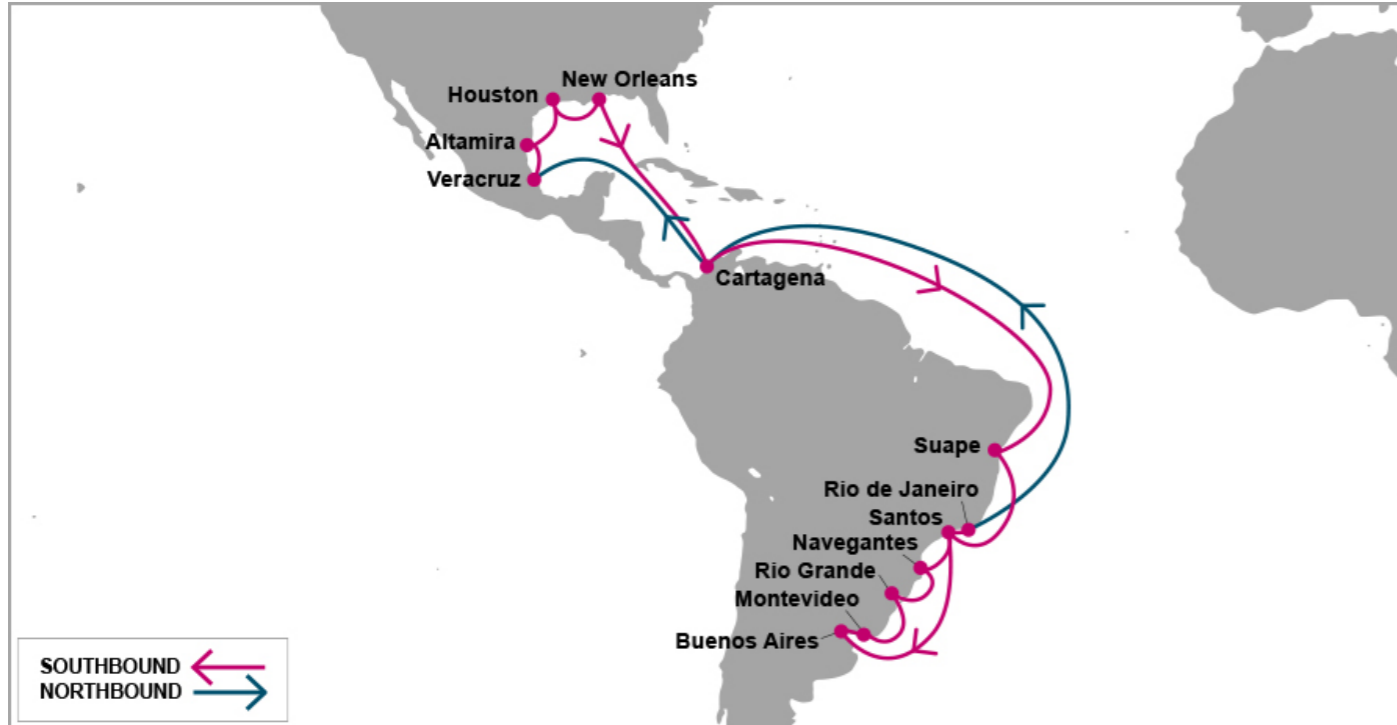 New Orleans
Houston
Altamira
Veracruz
Cartagena
Suape
Rio de Janeiro
Santos
Navegantes
Rio Grande
Montevideo
Buenos Aires
SOUTHBOUND
NORTHBOUND